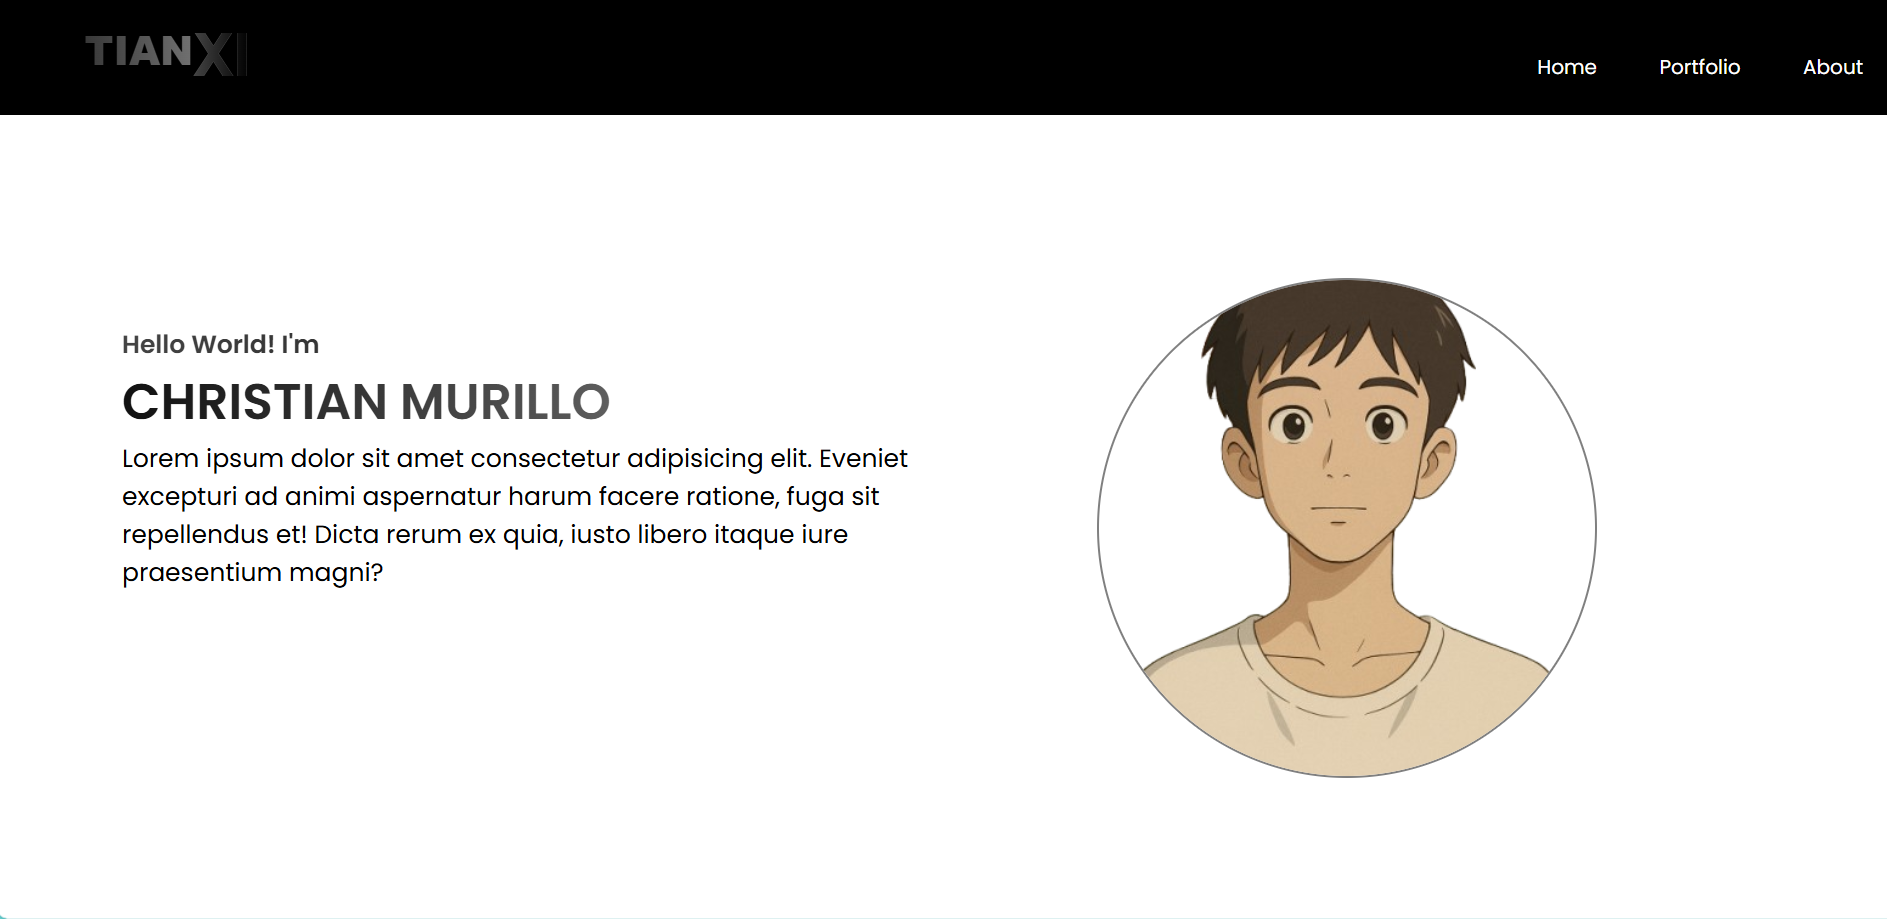 TIANXI
Home
Portfolio
About
Hello World! I'm
CHRISTIAN MURILLO
Lorem ipsum dolor sit amet consectetur adipisicing elit. Eveniet
excepturi ad animi aspernatur harum facere ratione, fuga sit
repellendus et! Dicta rerum ex quia, iusto libero itaque iure
praesentium magni?